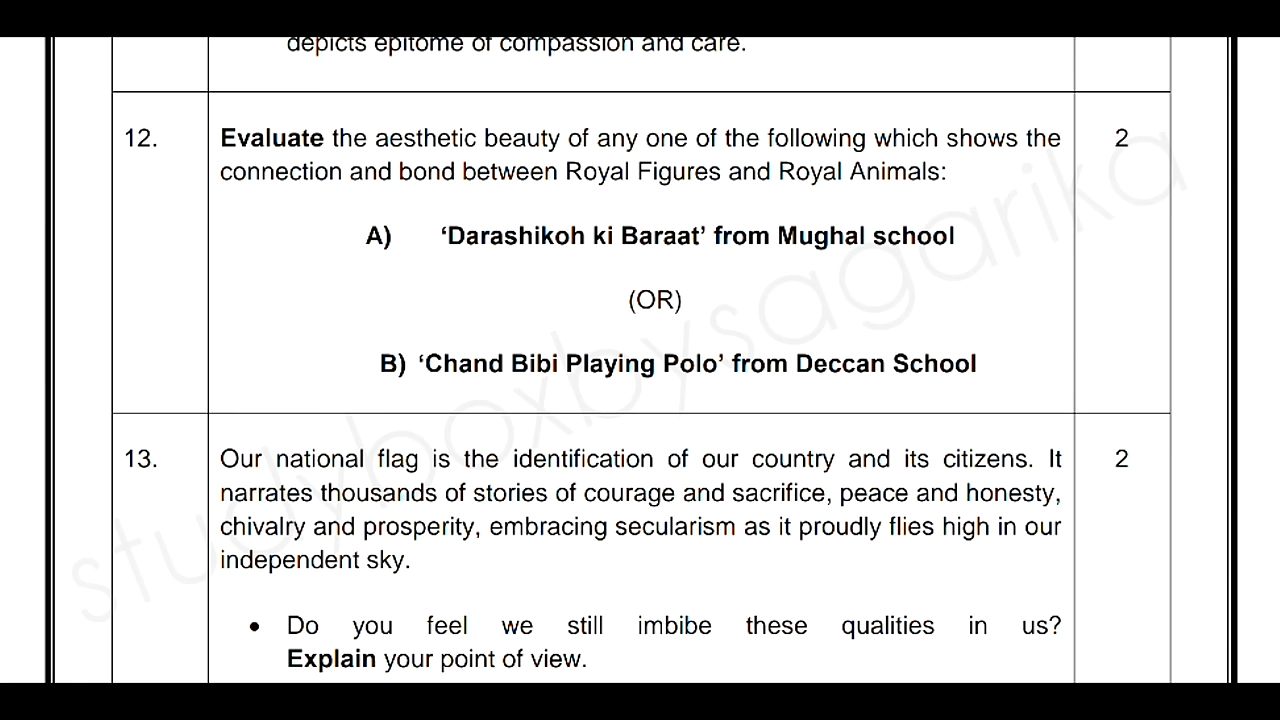 depicts epitome of compassion and care.
12. Evaluate the aesthetic beauty of any one of the following which shows the 2
connection and bond between Royal Figures and Royal Animals:
A) ‘Darashikoh ki Baraat’ from Mughal school
(OR)
B) ‘Chand Bibi Playing Polo’ from Deccan School
13. Our national flag is the identification of our country and its citizens. It 2
narrates thousands of stories of courage and sacrifice, peace and honesty,
chivalry and prosperity, embracing secularism as it proudly flies high in our
independent sky.
• Do you feel we still imbibe these qualities in us?
Explain your point of view.
studyboxbysagarika